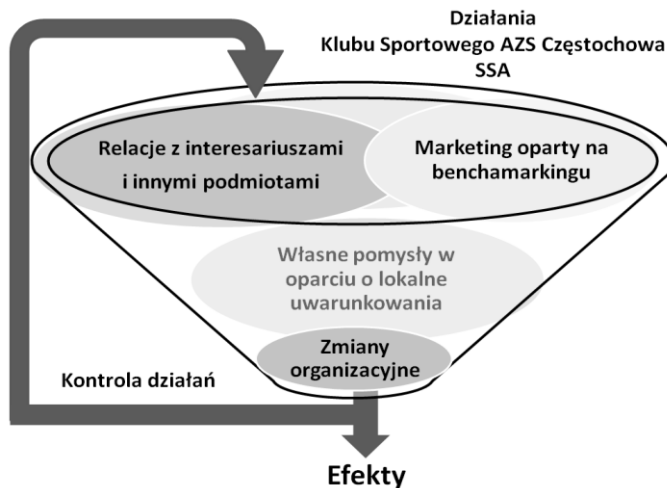 Działania
Klubu Sportowego AZS Częstochowa
SSA
Relacje z interesariuszami
i innymi podmiotami
Marketing oparty na
benchamarkingu
Własne pomysły w
oparciu o lokalne
uwarunkowania
Zmiany
organizacyjne
Kontrola działań
Efekty